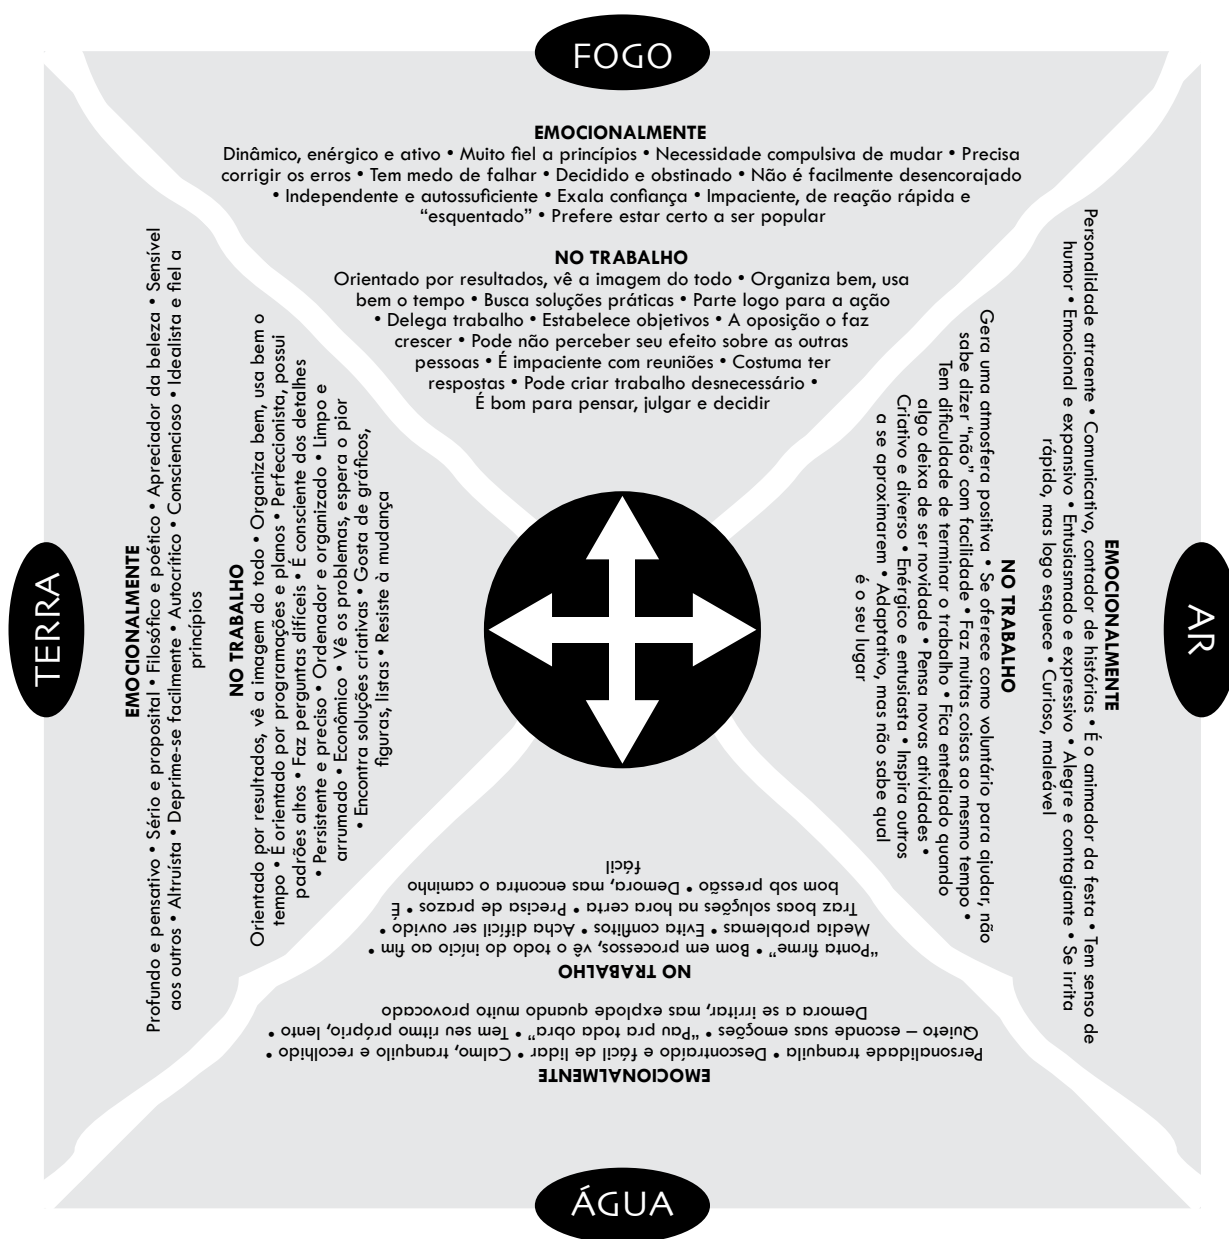 FOGO
EMOCIONALMENTE
Dinâmico, enérgico e ativo • Muito fiel a princípios • Necessidade compulsiva de mudar • Precisa
corrigir os erros • Tem medo de falhar • Decidido e obstinado • Não é facilmente desencorajado
• Independente e autossuficiente • Exala confiança • Impaciente, de reação rápida e
“esquentado” • Prefere estar certo a ser popular
NO TRABALHO
Orientado por resultados, vê a imagem do todo • Organiza bem, usa
bem o tempo • Busca soluções práticas • Parte logo para a ação
• Delega trabalho • Estabelece objetivos • A oposição o faz
crescer • Pode não perceber seu efeito sobre as outras
pessoas • É impaciente com reuniões • Costuma ter
respostas • Pode criar trabalho desnecessário •
É bom para pensar, julgar e decidir
TERRA
EMOCIONALMENTE
Profundo e pensativo • Sério e proposital • Filosófico e poético • Apreciador da beleza • Sensível
aos outros • Altruísta • Deprime-se facilmente • Autocrítico • Consciencioso • Idealista e fiel a
princípios
NO TRABALHO
Orientado por resultados, vê a imagem do todo • Organiza bem, usa bem o
tempo • É orientado por programações e planos • Perfeccionista, possui
padrões altos • Faz perguntas difíceis • É consciente dos detalhes
• Persistente e preciso • Ordenador e organizado • Limpo e
arrumado • Econômico • Vê os problemas, espera o pior
• Encontra soluções criativas • Gosta de gráficos,
figuras, listas • Resiste à mudança
AR
EMOCIONALMENTE
Personalidade atraente • Comunicativo, contador de histórias • É o animador da festa • Tem senso de
humor • Emocional e expansivo • Entusiasmado e expressivo • Alegre e contagiante • Se irrita
rápido, mas logo esquece • Curioso, maleável
NO TRABALHO
Gera uma atmosfera positiva • Se oferece como voluntário para ajudar, não
sabe dizer “não” com facilidade • Faz muitas coisas ao mesmo tempo •
Tem dificuldade de terminar o trabalho • Fica entediado quando
algo deixa de ser novidade • Pensa novas atividades •
Criativo e diverso • Enérgico e entusiasta • Inspira outros
a se aproximarem • Adaptativo, mas não sabe qual
é o seu lugar
ÁGUA
EMOCIONALMENTE
Personalidade tranquila • Descontraído e fácil de lidar • Calmo, tranquilo e recolhido •
Quieto – esconde suas emoções • “Pau pra toda obra” • Tem seu ritmo próprio, lento •
Demora a se irritar, mas explode quando muito provocado
NO TRABALHO
“Ponta firme” • Bom em processos, vê o todo do início ao fim •
Media problemas • Evita conflitos • Acha difícil ser ouvido •
Traz boas soluções na hora certa • Precisa de prazos • É
bom sob pressão • Demora, mas encontra o caminho
fácil